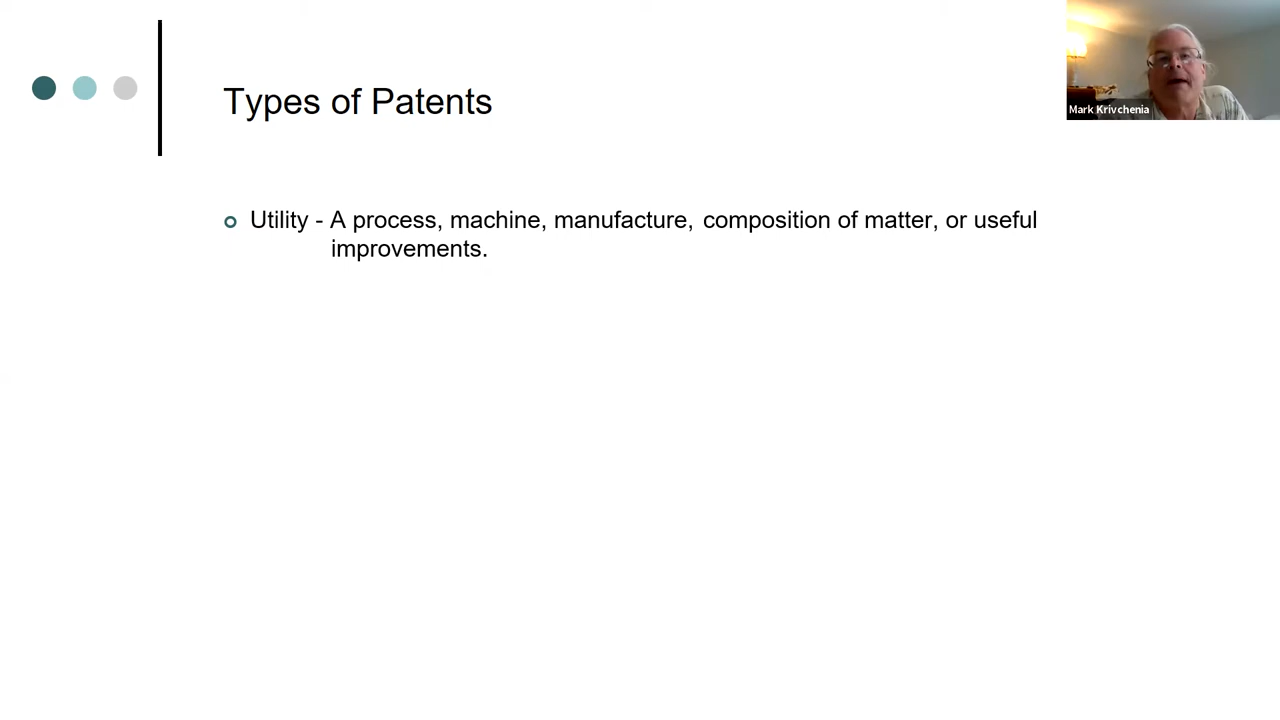 Types of Patents
Mark Krivchenia
Utility - A process, machine, manufacture, composition of matter, or useful
improvements.